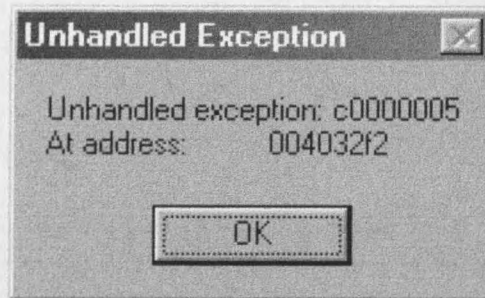 Unhandled Exception
Unhandled exception: c0000005
At address: 004032f2
OK